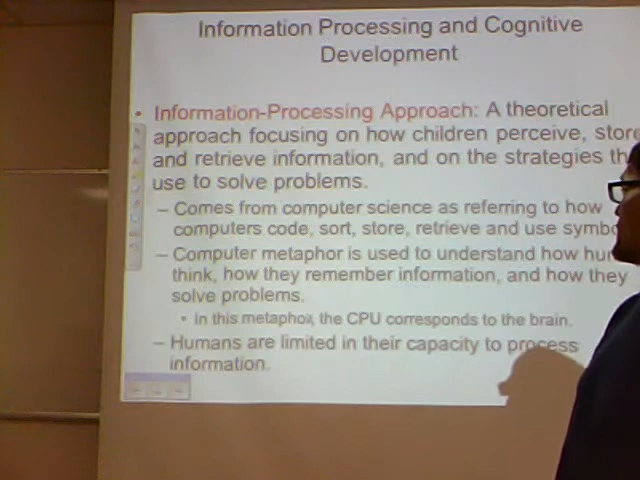 Information Processing and Cognitive
Development
• Information-Processing Approach: A theoretical
approach focusing on how children perceive, store
and retrieve information, and on the strategies th
use to solve problems.
– Comes from computer science as referring to how
computers code, sort, store, retrieve and use symbo
– Computer metaphor is used to understand how hu
think, how they remember information, and how they
solve problems.
• In this metaphor, the CPU corresponds to the brain.
– Humans are limited in their capacity to process
information.